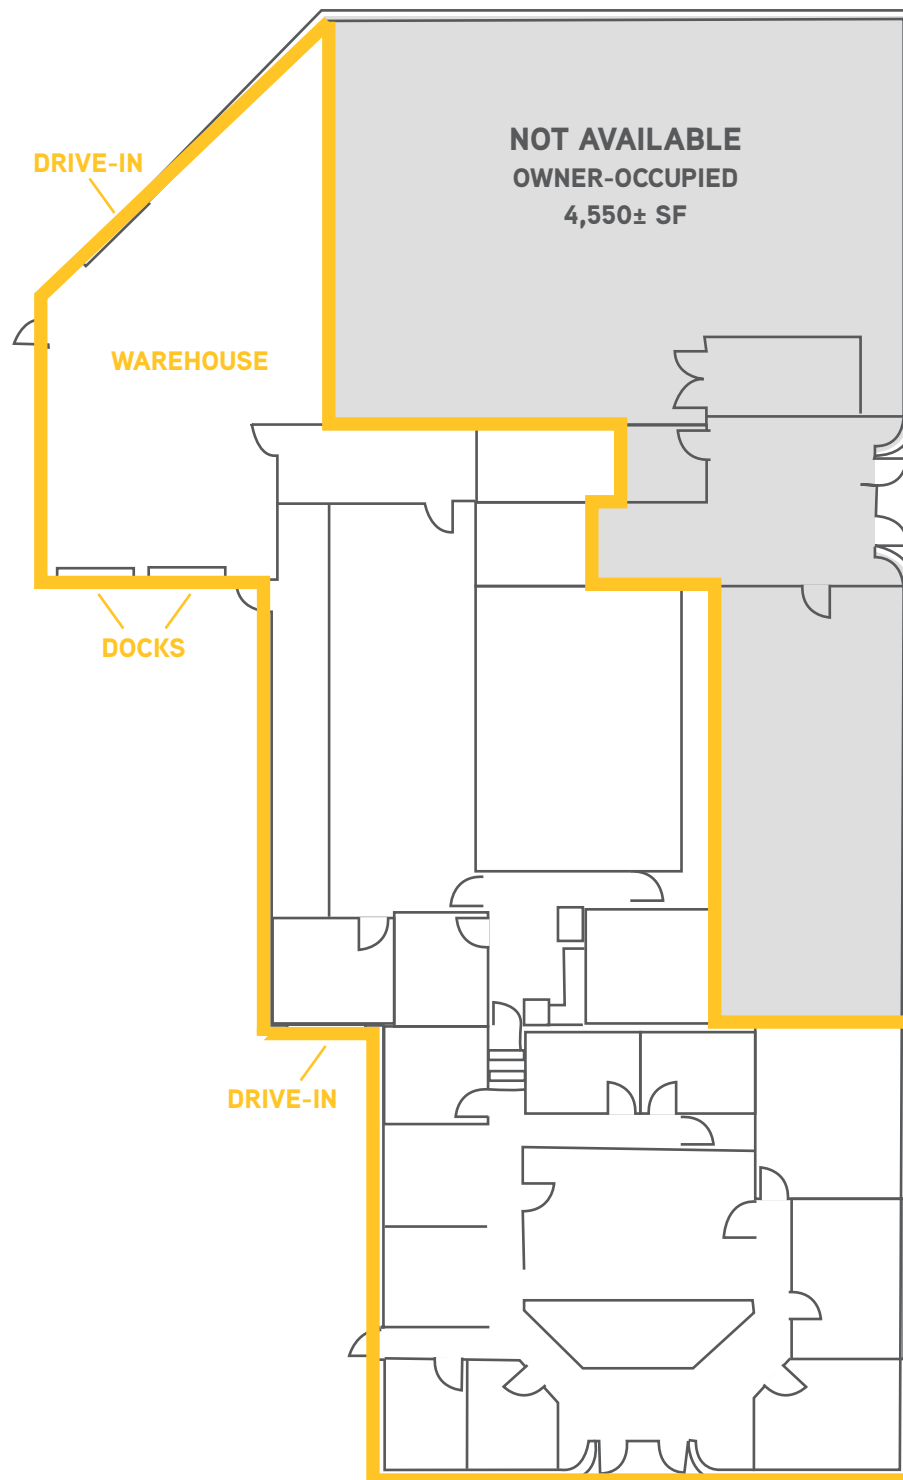 NOT AVAILABLE
OWNER-OCCUPIED
4,550± SF
DRIVE-IN
WAREHOUSE
DOCKS
DRIVE-IN